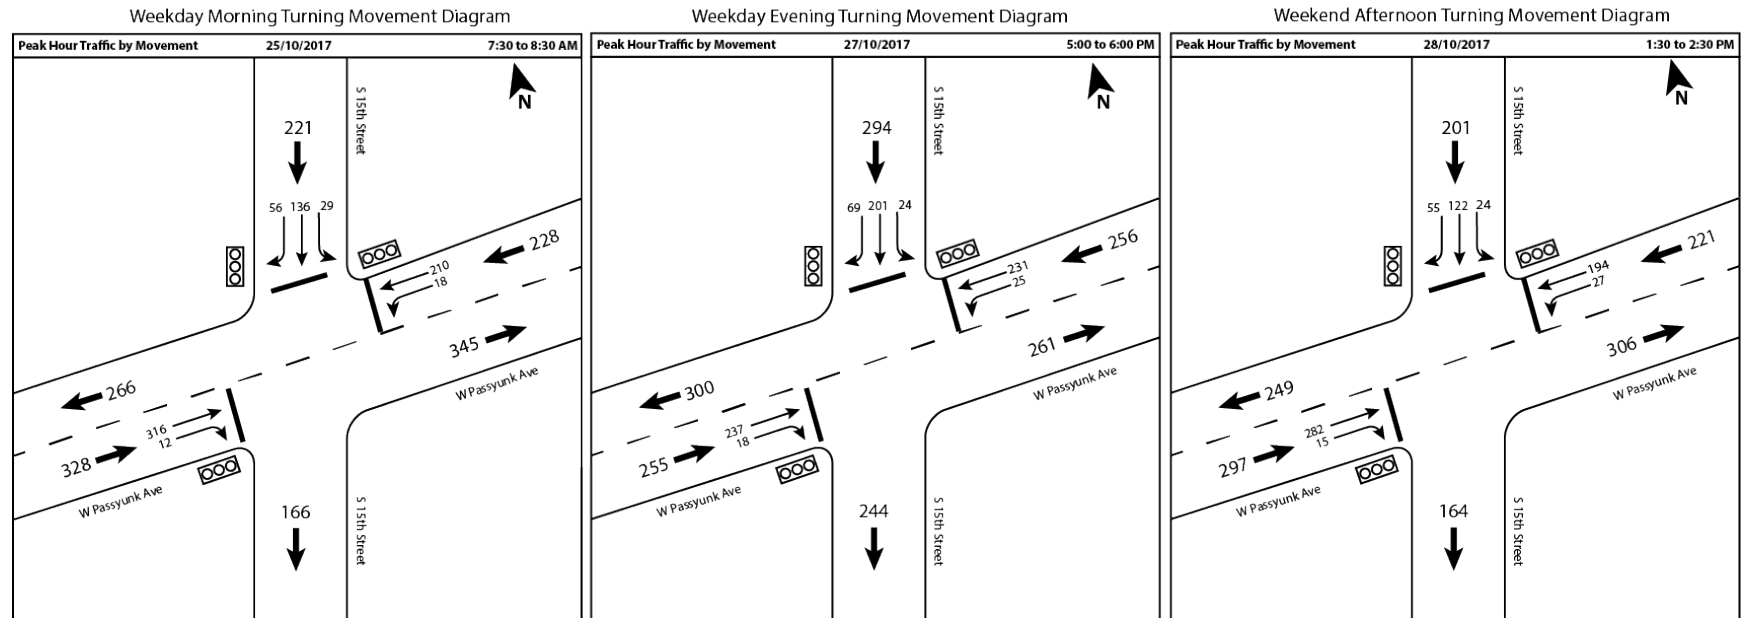 Weekday Morning Turning Movement Diagram
Peak Hour Traffic by Movement 25/10/2017 7:30 to 8:30 AM
N
S 15th Street
221
56 136 29
228
210
18
345
W Passyunk Ave
266
316
12
328
W Passyunk Ave
166
S 15th Street
Weekday Evening Turning Movement Diagram
Peak Hour Traffic by Movement 27/10/2017 5:00 to 6:00 PM
N
S 15th Street
294
69 201 24
256
231
25
261
W Passyunk Ave
300
237
18
255
W Passyunk Ave
244
S 15th Street
Weekend Afternoon Turning Movement Diagram
Peak Hour Traffic by Movement 28/10/2017 1:30 to 2:30 PM
N
S 15th Street
201
55 122 24
221
194
27
306
W Passyunk Ave
249
282
15
297
W Passyunk Ave
164
S 15th Street